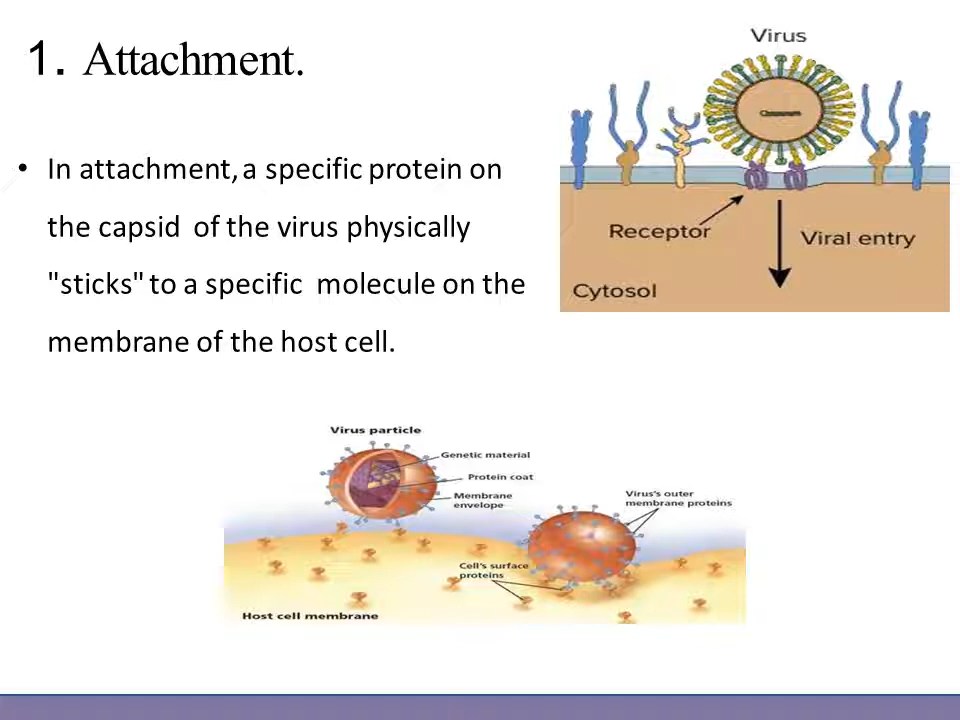 1. Attachment.
• In attachment, a specific protein on
the capsid of the virus physically
"sticks" to a specific molecule on the
membrane of the host cell.
Virus
Receptor
Viral entry
Cytosol
Virus particle
Genetic material
Protein coat
Membrane
envelope
Virus's outer
membrane proteins
Cell's surface
proteins
Host cell membrane